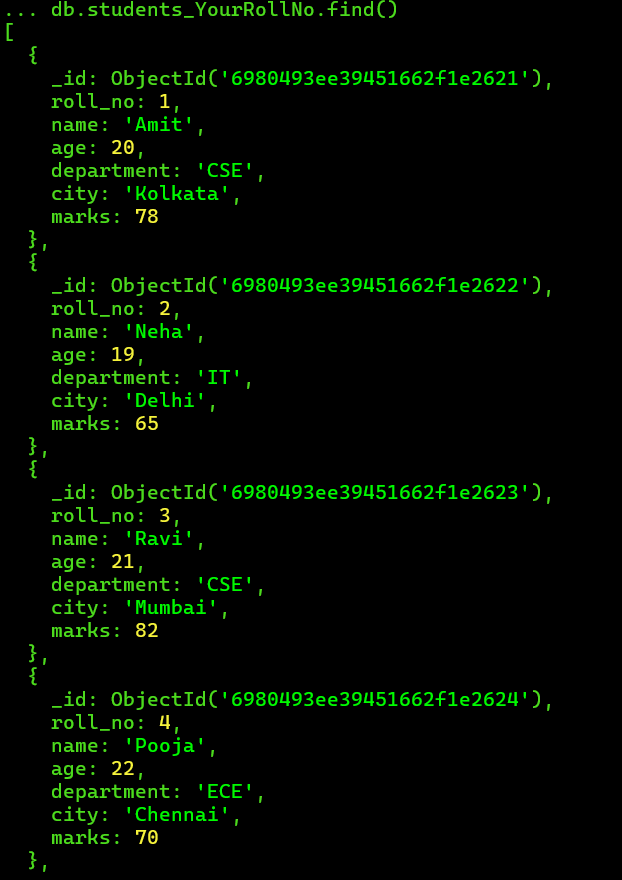 ... db.students_YourRollNo.find()
[
  {
    _id: ObjectId('6980493ee39451662f1e2621'),
    roll_no: 1,
    name: 'Amit',
    age: 20,
    department: 'CSE',
    city: 'Kolkata',
    marks: 78
  },
  {
    _id: ObjectId('6980493ee39451662f1e2622'),
    roll_no: 2,
    name: 'Neha',
    age: 19,
    department: 'IT',
    city: 'Delhi',
    marks: 65
  },
  {
    _id: ObjectId('6980493ee39451662f1e2623'),
    roll_no: 3,
    name: 'Ravi',
    age: 21,
    department: 'CSE',
    city: 'Mumbai',
    marks: 82
  },
  {
    _id: ObjectId('6980493ee39451662f1e2624'),
    roll_no: 4,
    name: 'Pooja',
    age: 22,
    department: 'ECE',
    city: 'Chennai',
    marks: 70
  },